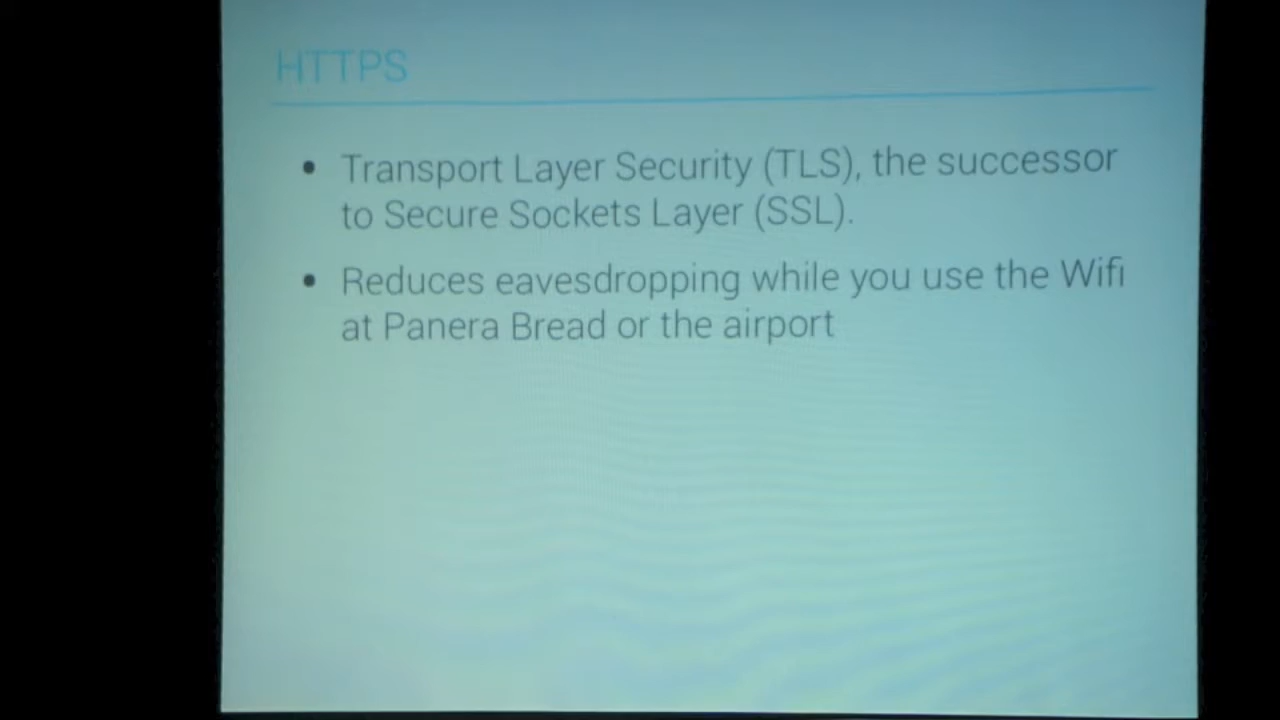 HTTPS
• Transport Layer Security (TLS), the successor
to Secure Sockets Layer (SSL).
• Reduces eavesdropping while you use the Wifi
at Panera Bread or the airport